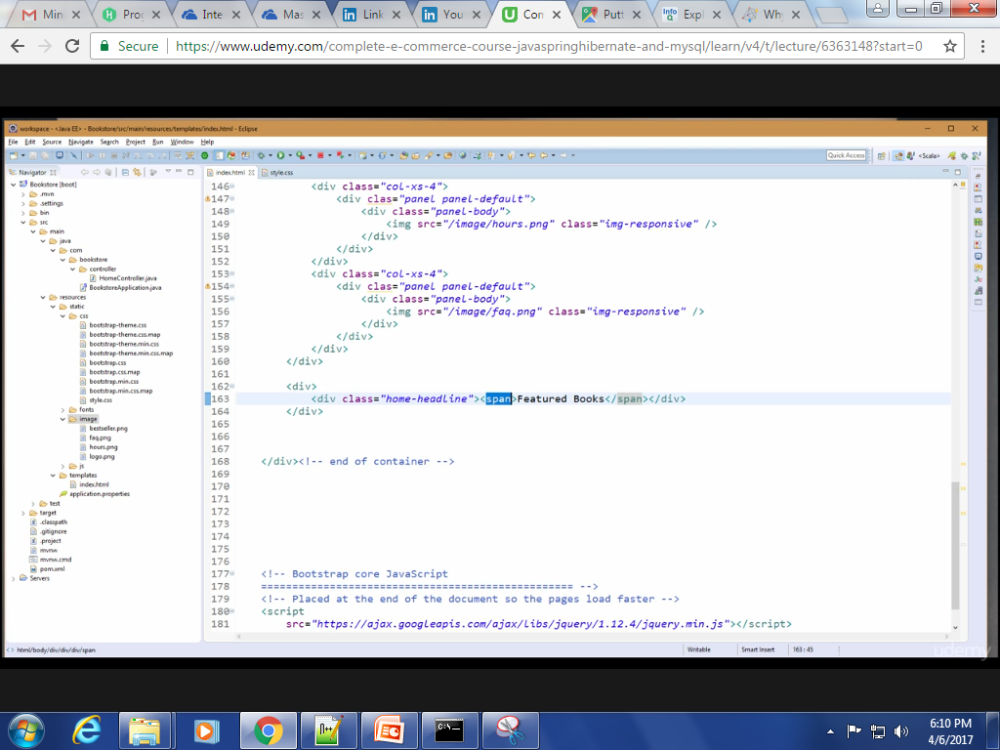 Min
Pro
Inte
Mas
Link
You
Con
Putt
Info
Q
Expl
Why
Secure
https://www.udemy.com/complete-e-commerce-course-javaspringhibernate-and-mysql/learn/v4/t/lecture/6363148?start=0
workspace - <Java EE> - Bookstore/src/main/resources/templates/index.html - Eclipse
File Edit Source Navigate Search Project Run Window Help
Quick Access
<Scala>
Navigator
Bookstore [boot]
.mvn
.settings
bin
src
main
java
com
bookstore
controller
HomeController.java
BookstoreApplication.java
resources
static
css
bootstrap-theme.css
bootstrap-theme.css.map
bootstrap-theme.min.css
bootstrap-theme.min.css.map
bootstrap.css
bootstrap.css.map
bootstrap.min.css
bootstrap.min.css.map
style.css
fonts
image
bestseller.png
faq.png
hours.png
logo.png
js
templates
index.html
application.properties
test
target
.classpath
.gitignore
.project
mvnw
mvnw.cmd
pom.xml
Servers
index.html style.css
146 <div class="col-xs-4">
147 <div clas="panel panel-default">
148 <div class="panel-body">
149 <img src="/image/hours.png" class="img-responsive" />
150 </div>
151 </div>
152 </div>
153 <div class="col-xs-4">
154 <div clas="panel panel-default">
155 <div class="panel-body">
156 <img src="/image/faq.png" class="img-responsive" />
157 </div>
158 </div>
159 </div>
160 </div>
161
162 <div>
163 <div class="home-headline"><span>Featured Books</span></div>
164 </div>
165
166
167
168 </div><!-- end of container -->
169
170
171
172
173
174
175
176
177 <!-- Bootstrap core JavaScript
178 ================================================== -->
179 <!-- Placed at the end of the document so the pages load faster -->
180 <script
181 src="https://ajax.googleapis.com/ajax/libs/jquery/1.12.4/jquery.min.js"></script>
html/body/div/div/div/span
Writable
Smart Insert
163 : 45
udemy
6:10 PM
4/6/2017